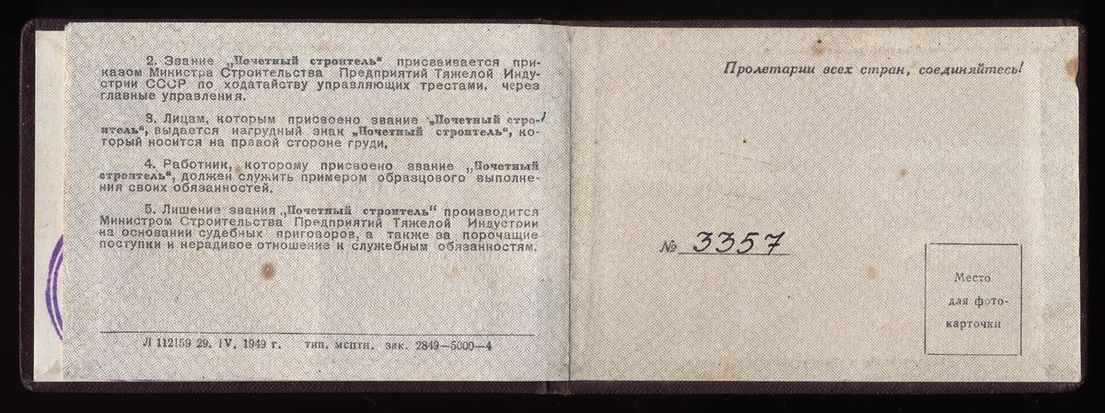 2. Звание „Почетный строитель“ присваивается при-
казом Министра Строительства Предприятий Тяжелой Инду-
стрии СССР по ходатайству управляющих трестами, через
главные управления.
3. Лицам, которым присвоено звание „Почетный стро-
итель“, выдается нагрудный знак „Почетный строитель“, ко-
торый носится на правой стороне груди.
4. Работник, которому присвоено звание „Почетный
строитель“, должен служить примером образцового выполне-
ния своих обязанностей.
5. Лишение звания „Почетный строитель“ производится
Министром Строительства Предприятий Тяжелой Индустрии
на основании судебных приговоров, а также за порочащие
поступки и нерадивое отношение к служебным обязанностям.
Л 112159 29. IV. 1949 г. тип. мсптн. зак. 2849—5000—4
Пролетарии всех стран, соединяйтесь!
№ 3357
Место
для фото-
карточки